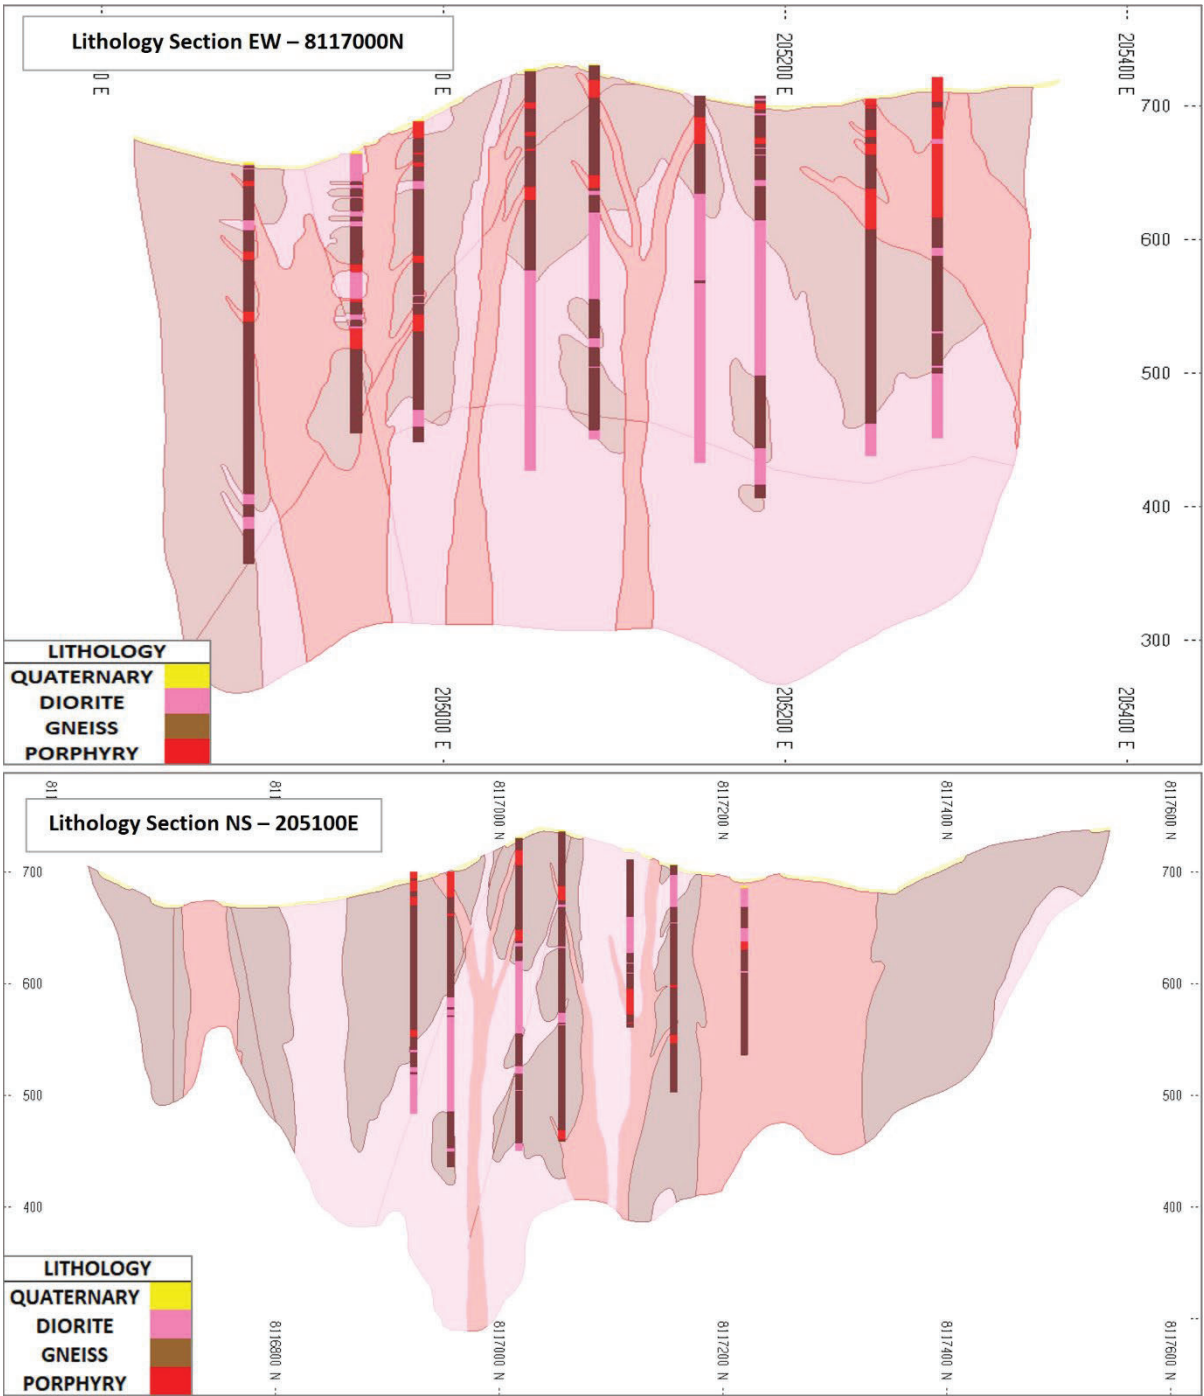 Lithology Section EW – 8117000N
0 E
0 E
205200 E
205400 E
700
600
500
400
300
LITHOLOGY
QUATERNARY
DIORITE
GNEISS
PORPHYRY
205000 E
205200 E
205400 E
Lithology Section NS – 205100E
811
811
8117000 N
8117200 N
8117400 N
8117600 N
700
700
600
600
500
500
400
400
LITHOLOGY
QUATERNARY
DIORITE
GNEISS
PORPHYRY
8116800 N
8117000 N
8117200 N
8117400 N
8117600 N